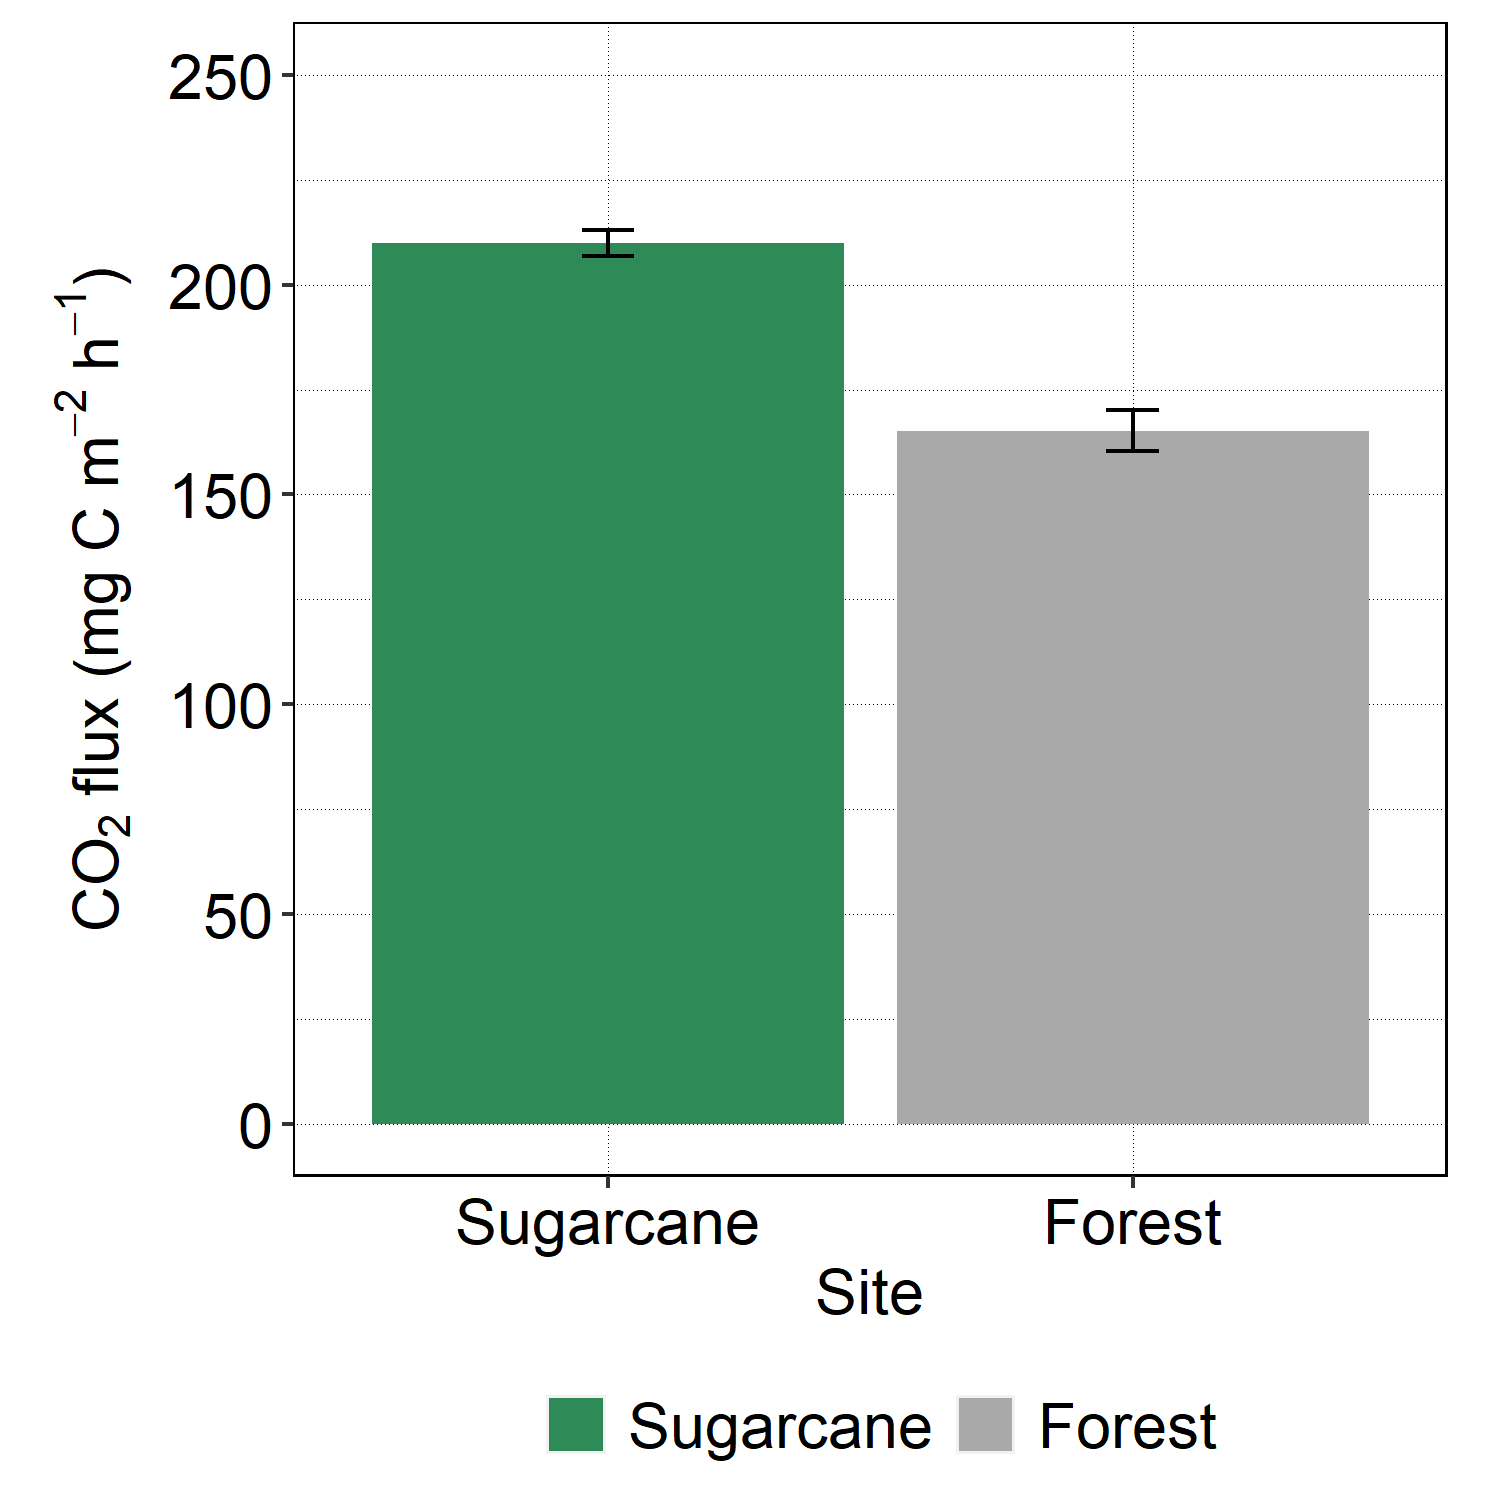 CO₂ flux (mg C m⁻² h⁻¹)
250
200
150
100
50
0
Sugarcane Forest
Site
Sugarcane Forest